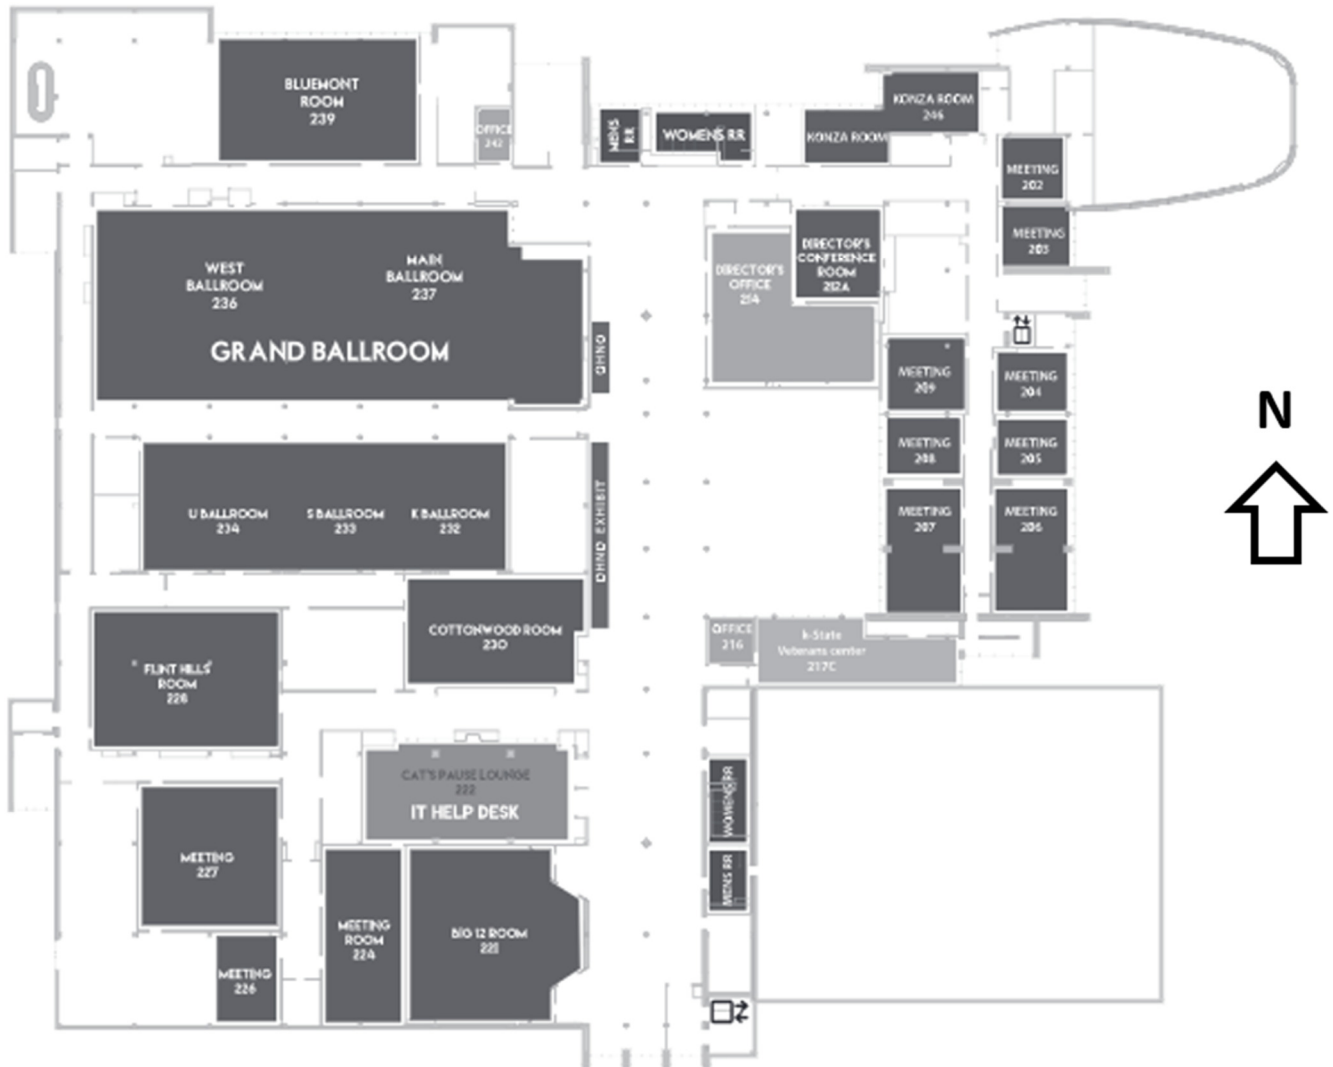 BLUEMONT
ROOM
239
OFFICE
242
MENS
RR
WOMENS RR
KONZA ROOM
KONZA ROOM
246
MEETING
202
MEETING
203
WEST
BALLROOM
236
MAIN
BALLROOM
237
GRAND BALLROOM
OHNO
DIRECTOR'S
OFFICE
214
DIRECTOR'S
CONFERENCE
ROOM
212A
MEETING
209
MEETING
204
MEETING
208
MEETING
205
MEETING
207
MEETING
206
N
U BALLROOM
234
S BALLROOM
233
K BALLROOM
232
OHNO EXHIBIT
COTTONWOOD ROOM
230
FLINT HILLS
ROOM
228
OFFICE
216
k-State
Veterans center
217C
CAT'S PAUSE LOUNGE
222
IT HELP DESK
WOMENS RR
MENS RR
MEETING
227
MEETING
226
MEETING
ROOM
224
BIG 12 ROOM
221